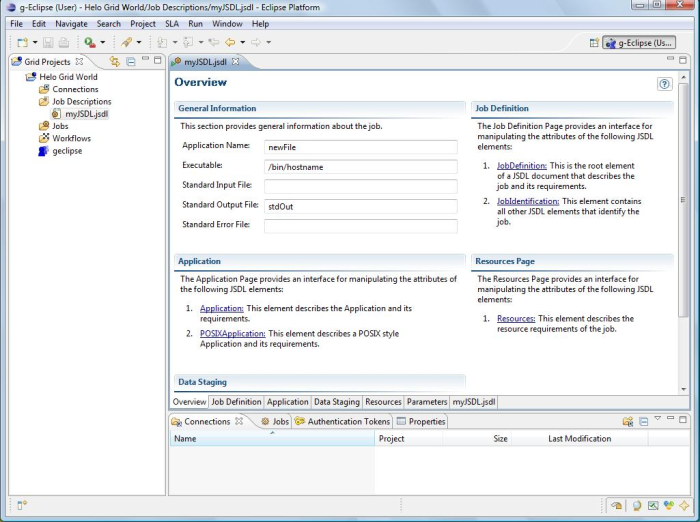 g-Eclipse (User) - Helo Grid World/Job Descriptions/myJSDL.jsdl - Eclipse Platform
File Edit Navigate Search Project SLA Run Window Help
g-Eclipse (Us...
Grid Projects
Helo Grid World
Connections
Job Descriptions
myJSDL.jsdl
Jobs
Workflows
geclipse
myJSDL.jsdl
Overview
General Information
This section provides general information about the job.
Application Name: newFile
Executable: /bin/hostname
Standard Input File:
Standard Output File: stdOut
Standard Error File:
Job Definition
The Job Definition Page provides an interface for
manipulating the attributes of the following JSDL
elements:
1. JobDefinition: This is the root element
of a JSDL document that describes the
job and its requirements.
2. JobIdentification: This element contains
all other JSDL elements that identify the
job.
Application
The Application Page provides an interface for manipulating the attributes of
the following JSDL elements:
1. Application: This element describes the Application and its
requirements.
2. POSIXApplication: This element describes a POSIX style
Application and its requirements.
Resources Page
The Resources Page provides an interface for
manipulating the attributes of the following JSDL
elements:
1. Resources: This element describes the
resource requirements of the job.
Data Staging
Overview Job Definition Application Data Staging Resources Parameters myJSDL.jsdl
Connections Jobs Authentication Tokens Properties
Name Project Size Last Modification